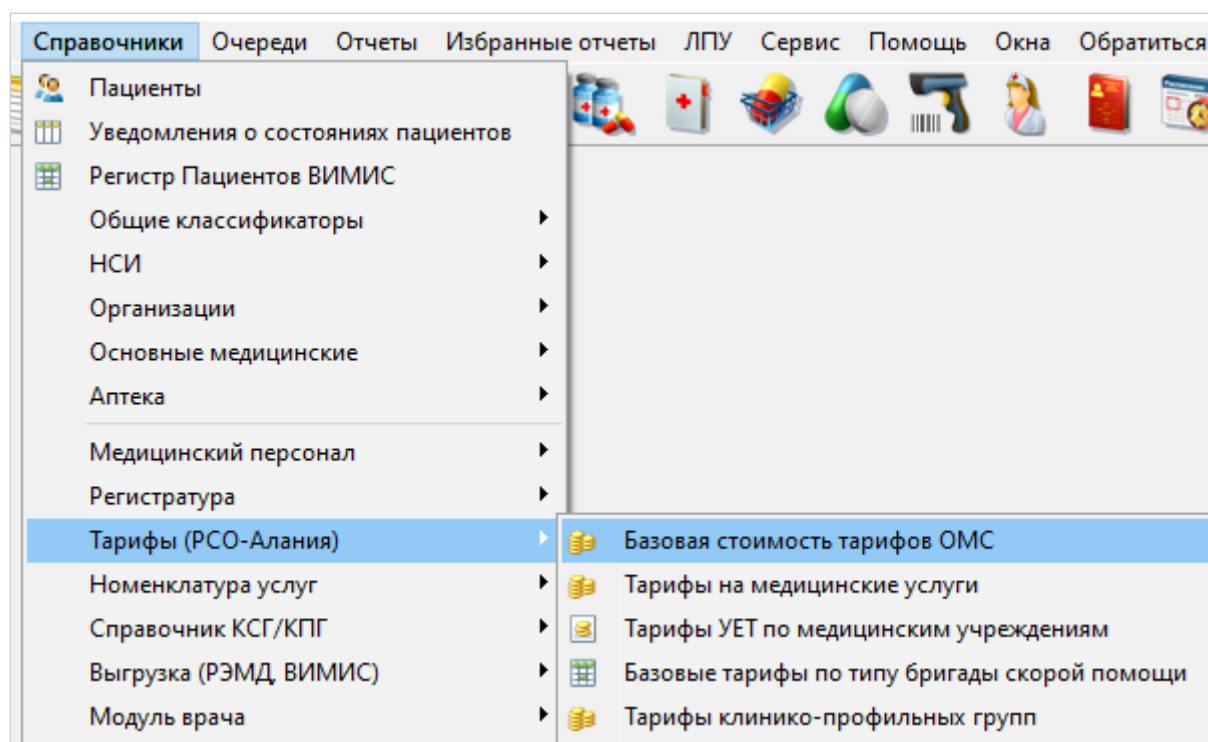 Справочники Очереди Отчеты Избранные отчеты ЛПУ Сервис Помощь Окна Обратиться
Пациенты
Уведомления о состояниях пациентов
Регистр Пациентов ВИМИС
Общие классификаторы
НСИ
Организации
Основные медицинские
Аптека
Медицинский персонал
Регистратура
Тарифы (РСО-Алания)
Номенклатура услуг
Справочник КСГ/КПГ
Выгрузка (РЭМД, ВИМИС)
Модуль врача
Базовая стоимость тарифов ОМС
Тарифы на медицинские услуги
Тарифы УЕТ по медицинским учреждениям
Базовые тарифы по типу бригады скорой помощи
Тарифы клинико-профильных групп